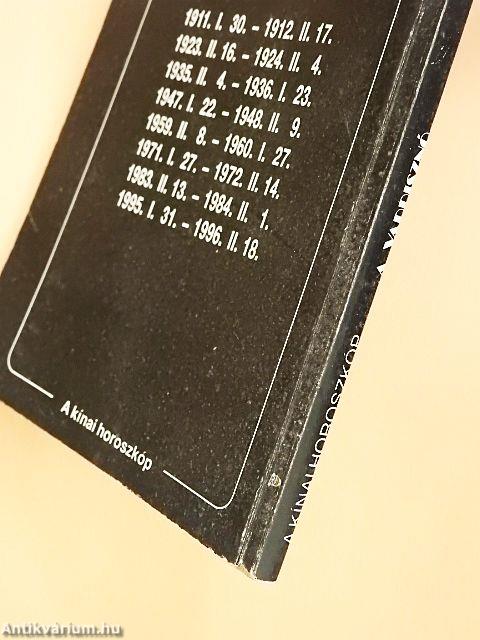 1911. I. 30. – 1912. II. 17.
1923. II. 16. – 1924. II. 4.
1935. II. 4. – 1936. I. 23.
1947. I. 22. – 1948. II. 9.
1959. II. 8. – 1960. I. 27.
1971. I. 27. – 1972. II. 14.
1983. II. 13. – 1984. II. 1.
1995. I. 31. – 1996. II. 18.
A kínai horoszkóp
A KÍNAI HOROSZKÓP
A VADDISZNÓ
Antikvárium.hu